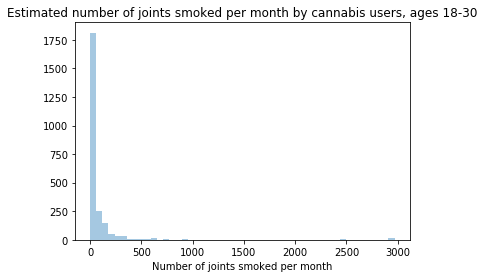 Estimated number of joints smoked per month by cannabis users, ages 18-30
1750
1500
1250
1000
750
500
250
0
0 500 1000 1500 2000 2500 3000
Number of joints smoked per month